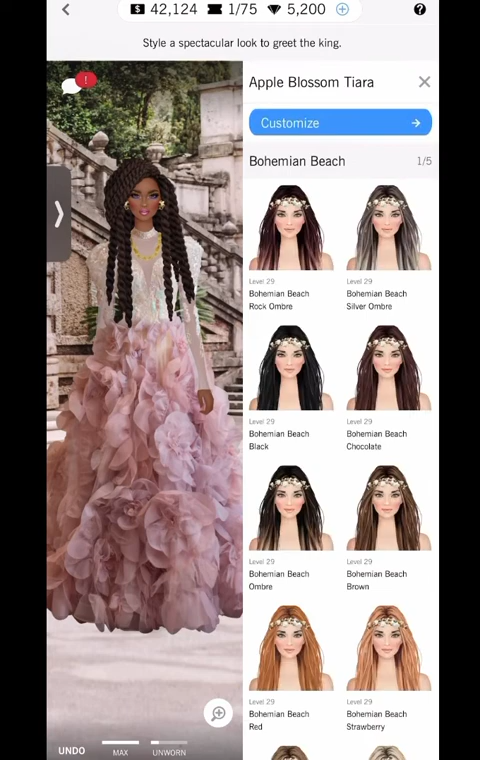 $ 42,124 1/75 5,200 ?
Style a spectacular look to greet the king.
!
Apple Blossom Tiara
Customize
Bohemian Beach 1/5
Level 29
Bohemian Beach
Rock Ombre
Level 29
Bohemian Beach
Silver Ombre
Level 29
Bohemian Beach
Black
Level 29
Bohemian Beach
Chocolate
Level 29
Bohemian Beach
Ombre
Level 29
Bohemian Beach
Brown
Level 29
Bohemian Beach
Red
Level 29
Bohemian Beach
Strawberry
UNDO MAX UNWORN